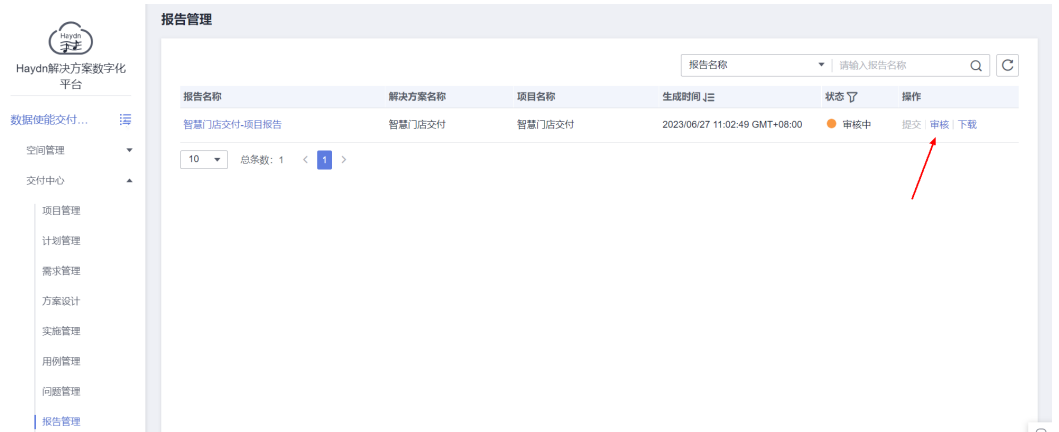 报告管理
Haydn
Haydn解决方案数字化
平台
数据使能交付...
空间管理
交付中心
项目管理
计划管理
需求管理
方案设计
实施管理
用例管理
问题管理
报告管理
报告名称 请输入报告名称
报告名称 解决方案名称 项目名称 生成时间 状态 操作
智慧门店交付-项目报告 智慧门店交付 智慧门店交付 2023/06/27 11:02:49 GMT+08:00 审核中 提交 审核 下载
10 总条数: 1 < 1 >